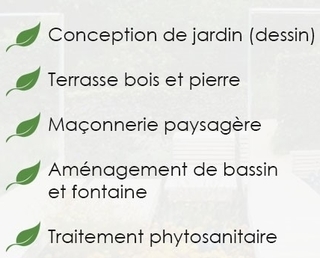 Conception de jardin (dessin)
Terrasse bois et pierre
Maçonnerie paysagère
Aménagement de bassin
et fontaine
Traitement phytosanitaire